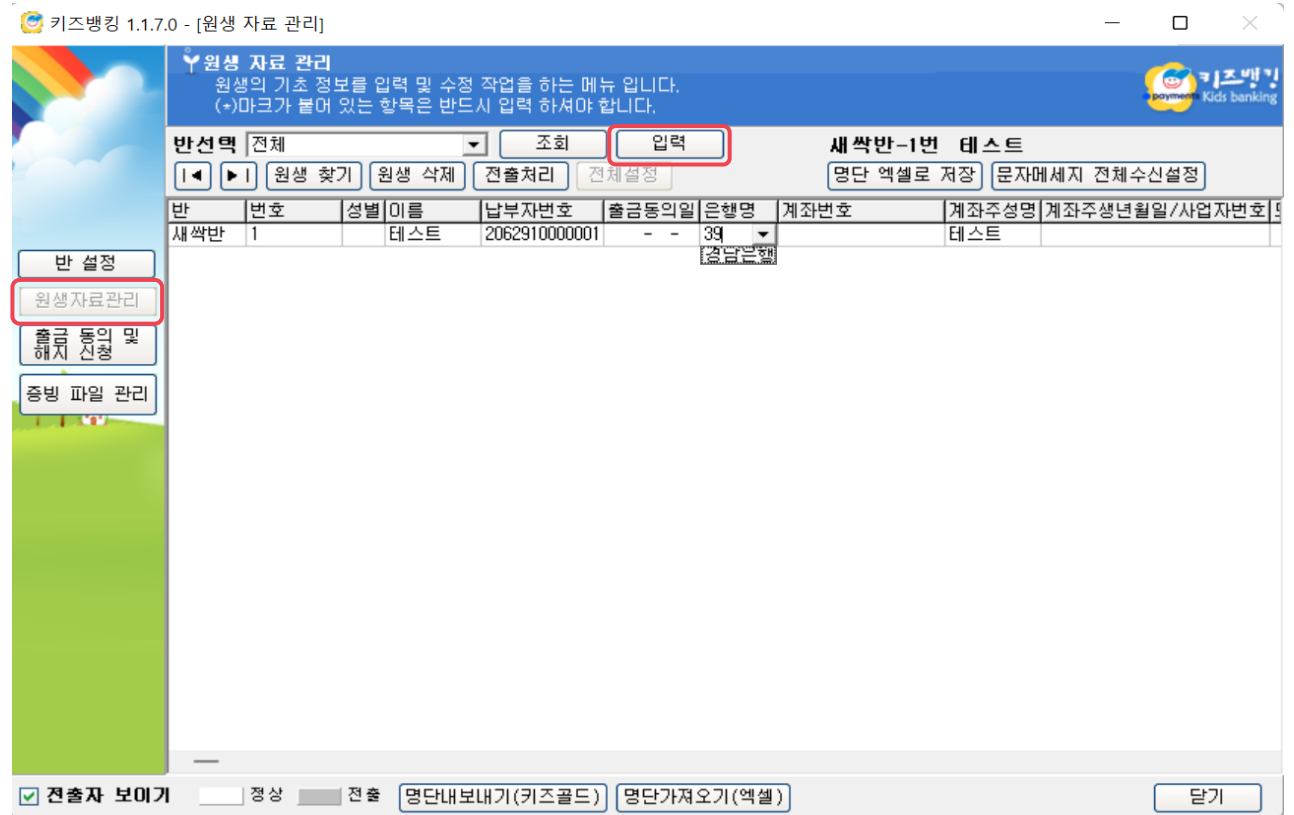 키즈뱅킹 1.1.7.0 - [원생 자료 관리]
원생 자료 관리
원생의 기초 정보를 입력 및 수정 작업을 하는 메뉴 입니다.
(*)마크가 붙어 있는 항목은 반드시 입력 하셔야 합니다.
payments 키즈뱅킹
Kids banking
반선택 전체 조회 입력 새싹반-1번 테스트
원생 찾기 원생 삭제 전출처리 전체설정 명단 엑셀로 저장 문자메세지 전체수신설정
반 번호 성별 이름 납부자번호 출금동의일 은행명 계좌번호 계좌주성명 계좌주생년월일/사업자번호
새싹반 1 테스트 2062910000001 - - 39 테스트
경남은행
반 설정
원생자료관리
출금 동의 및
해지 신청
증빙 파일 관리
전출자 보이기 정상 전출 명단내보내기(키즈골드) 명단가져오기(엑셀) 닫기